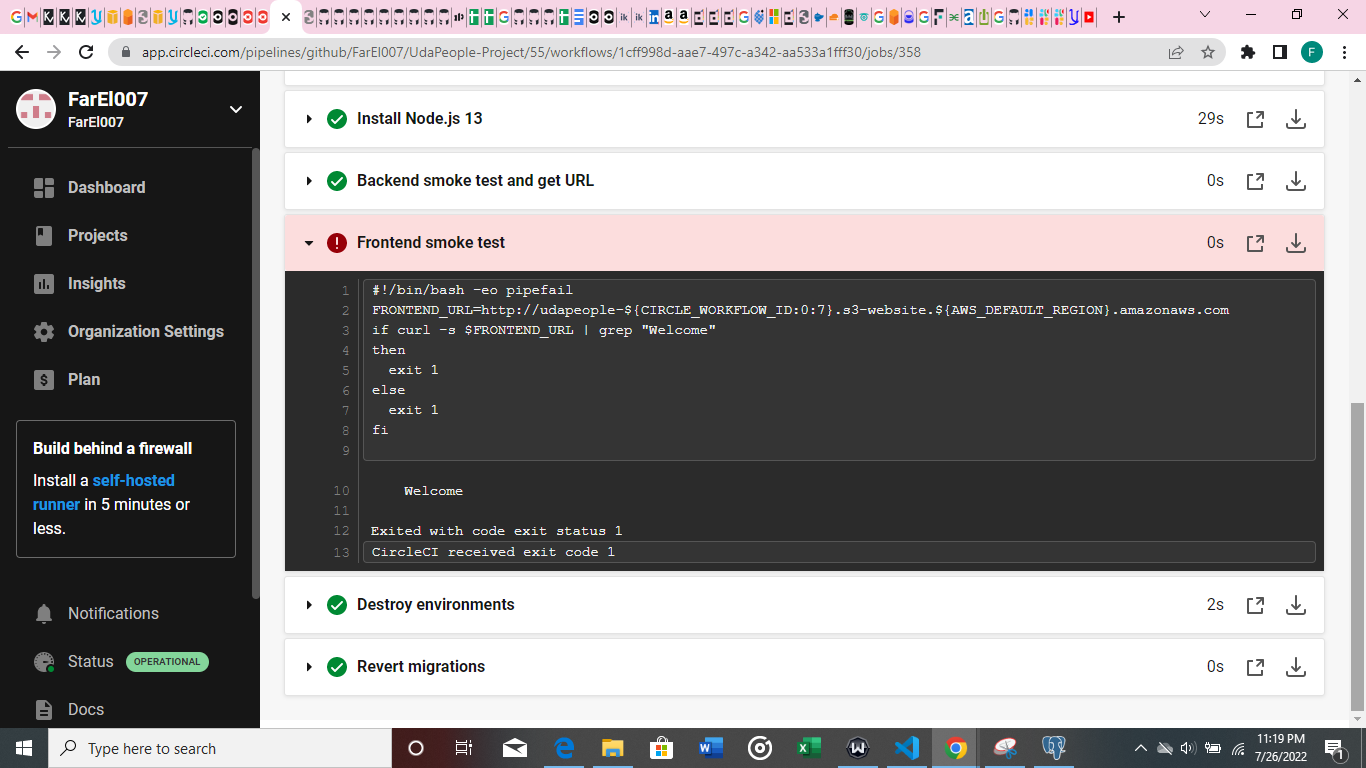 app.circleci.com/pipelines/github/FarEl007/UdaPeople-Project/55/workflows/1cff998d-aae7-497c-a342-aa533a1fff30/jobs/358
F
FarEl007
FarEl007
Dashboard
Projects
Insights
Organization Settings
Plan
Build behind a firewall
Install a self-hosted
runner in 5 minutes or
less.
Notifications
Status OPERATIONAL
Docs
Install Node.js 13 29s
Backend smoke test and get URL 0s
Frontend smoke test 0s
1 #!/bin/bash -eo pipefail
2 FRONTEND_URL=http://udapeople-${CIRCLE_WORKFLOW_ID:0:7}.s3-website.${AWS_DEFAULT_REGION}.amazonaws.com
3 if curl -s $FRONTEND_URL | grep "Welcome"
4 then
5 exit 1
6 else
7 exit 1
8 fi
9
10 Welcome
11
12 Exited with code exit status 1
13 CircleCI received exit code 1
Destroy environments 2s
Revert migrations 0s
Type here to search
11:19 PM
7/26/2022
1